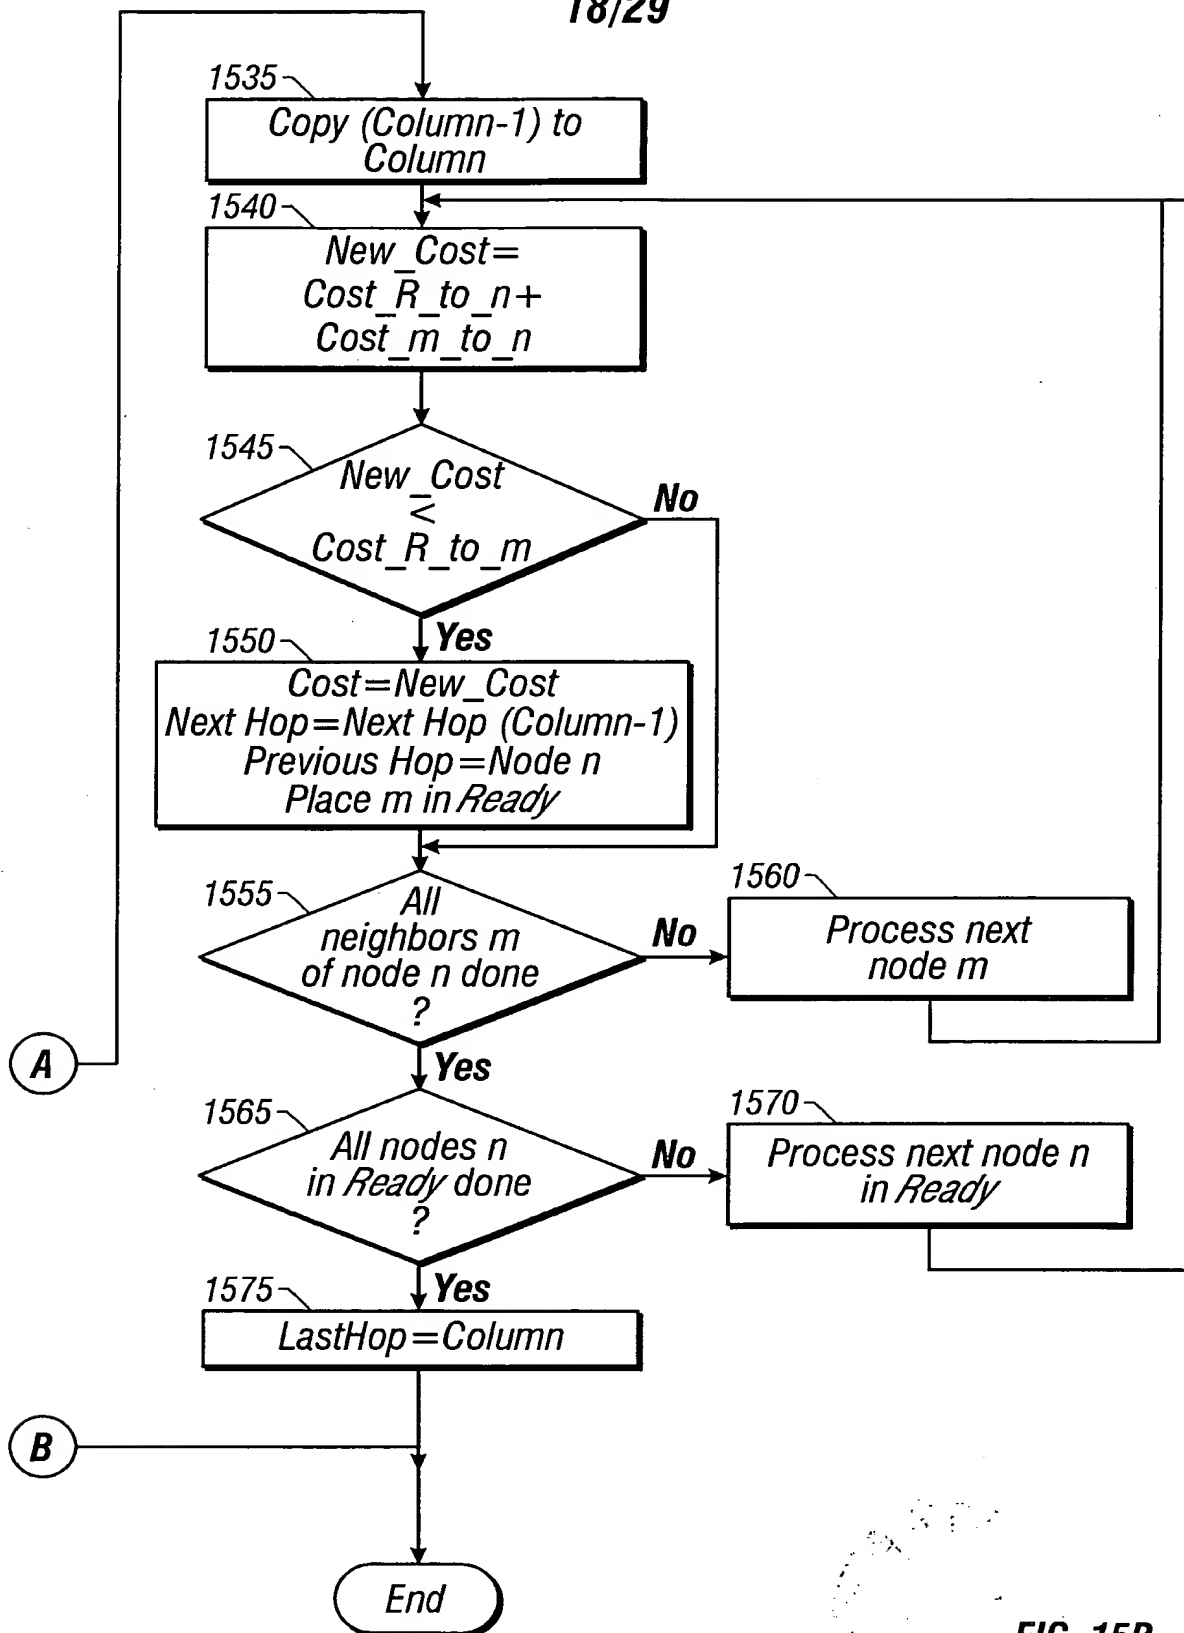 18/29
1535
Copy (Column-1) to
Column
1540
New_Cost=
Cost_R_to_n+
Cost_m_to_n
1545
New_Cost
<
Cost_R_to_m
No
Yes
1550
Cost=New_Cost
Next Hop=Next Hop (Column-1)
Previous Hop=Node n
Place m in Ready
1555
All
neighbors m
of node n done
?
No
1560
Process next
node m
A
Yes
1565
All nodes n
in Ready done
?
No
1570
Process next node n
in Ready
Yes
1575
LastHop=Column
B
End
FIG. 15B